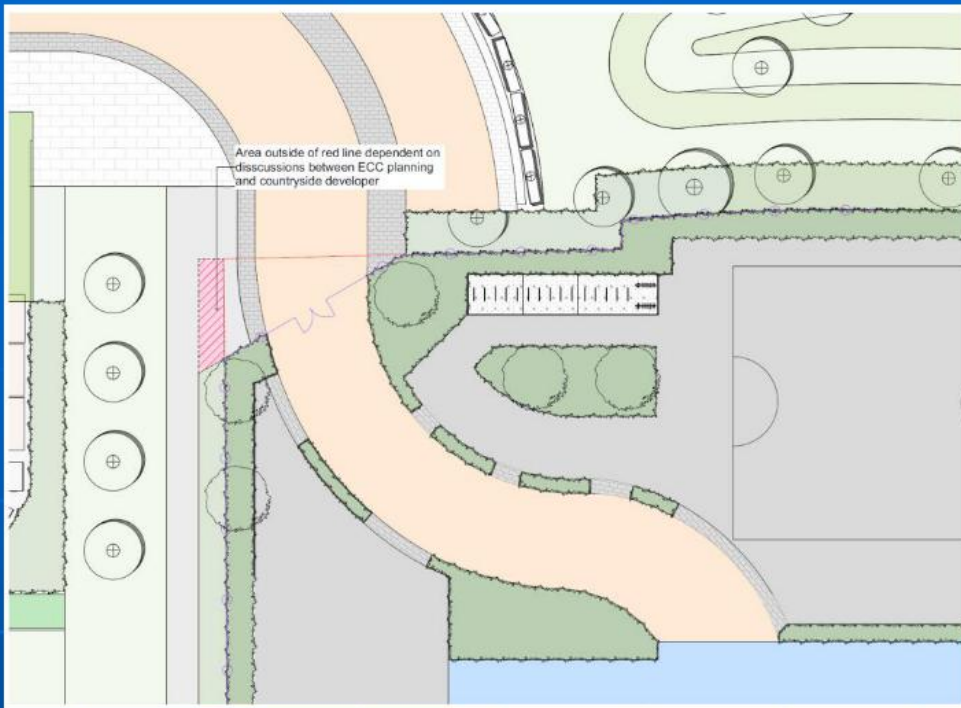 Area outside of red line dependent on
disscussions between ECC planning
and countryside developer